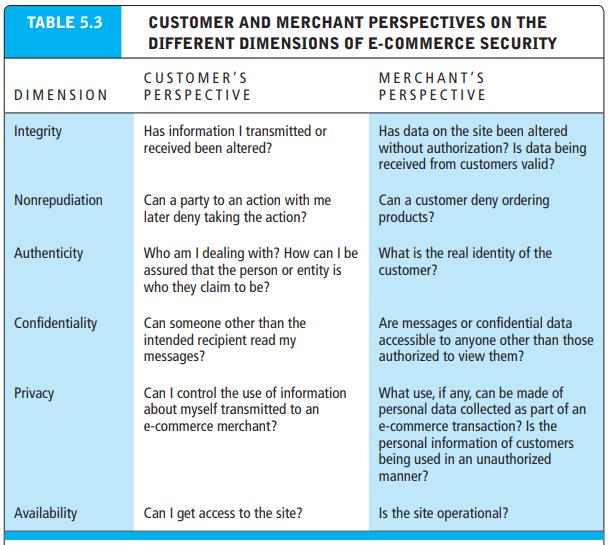 TABLE 5.3
CUSTOMER AND MERCHANT PERSPECTIVES ON THE
DIFFERENT DIMENSIONS OF E-COMMERCE SECURITY
DIMENSION
CUSTOMER'S
PERSPECTIVE
MERCHANT'S
PERSPECTIVE
Integrity
Has information I transmitted or
received been altered?
Has data on the site been altered
without authorization? Is data being
received from customers valid?
Nonrepudiation
Can a party to an action with me
later deny taking the action?
Can a customer deny ordering
products?
Authenticity
Who am I dealing with? How can I be
assured that the person or entity is
who they claim to be?
What is the real identity of the
customer?
Confidentiality
Can someone other than the
intended recipient read my
messages?
Are messages or confidential data
accessible to anyone other than those
authorized to view them?
Privacy
Can I control the use of information
about myself transmitted to an
e-commerce merchant?
What use, if any, can be made of
personal data collected as part of an
e-commerce transaction? Is the
personal information of customers
being used in an unauthorized
manner?
Availability
Can I get access to the site?
Is the site operational?